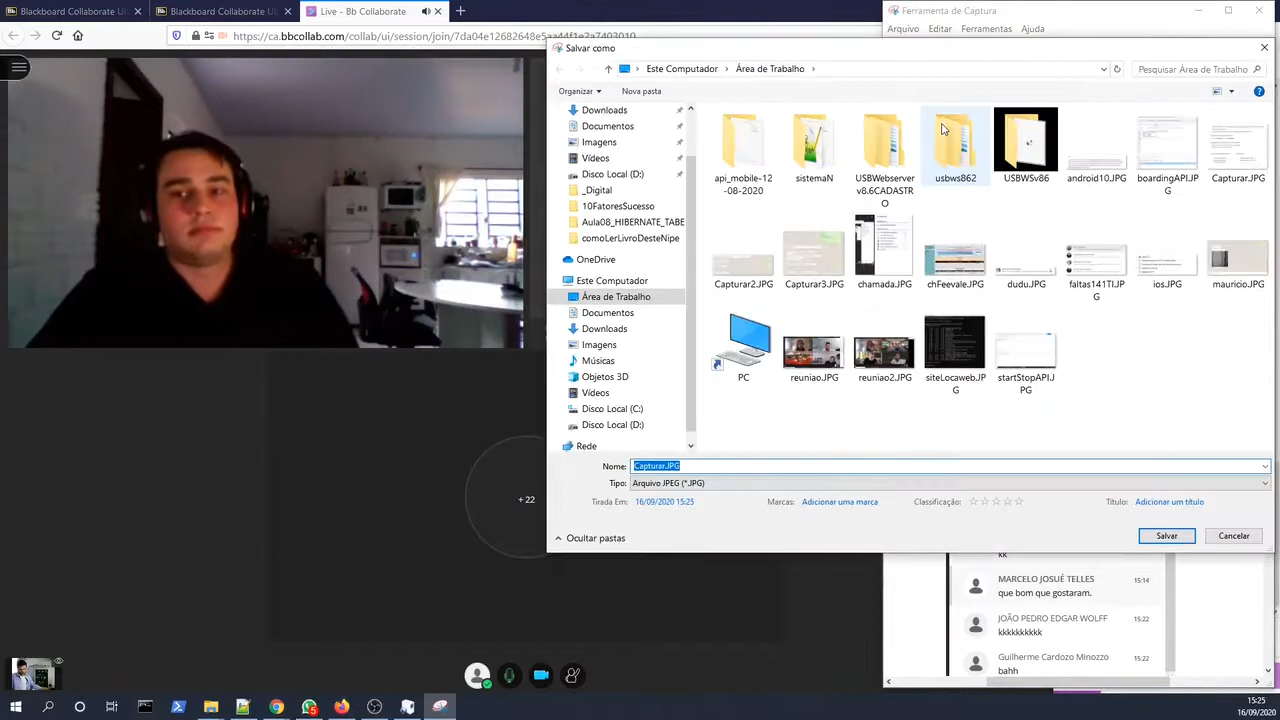 Blackboard Collaborate Ul
Blackboard Collaborate Ul
Live - Bb Collaborate
Ferramenta de Captura
https://ca.bbcollab.com/collab/ui/session/join/
Arquivo Editar Ferramentas Ajuda
Salvar como
Este Computador > Área de Trabalho >
Pesquisar Área de Trabalho
Organizar
Nova pasta
Downloads
Documentos
Imagens
Vídeos
Disco Local (D:)
_Digital
10FatoresSucesso
Aula08_HIBERNATE_TABE
comoLerLivroDesteNipe
OneDrive
Este Computador
Área de Trabalho
Documentos
Downloads
Imagens
Músicas
Objetos 3D
Vídeos
Disco Local (C:)
Disco Local (D:)
Rede
api_mobile-12
-08-2020
sistemaN
USBWebserver
v8.6CADASTR
O
usbws862
USBWSv86
android10.JPG
boardingAPI.JP
G
Capturar.JPG
Capturar2.JPG
Capturar3.JPG
chamada.JPG
chFeevale.JPG
dudu.JPG
faltas141TI.JP
G
ios.JPG
mauricio.JPG
PC
reuniao.JPG
reuniao2.JPG
siteLocaweb.JP
G
startStopAPI.J
PG
Nome: Capturar.JPG
Tipo: Arquivo JPEG (*.JPG)
Tirada Em: 16/09/2020 15:25
Marcas: Adicionar uma marca
Classificação:
Título: Adicionar um título
Ocultar pastas
Salvar
Cancelar
+ 22
kk
MARCELO JOSUÉ TELLES 15:14
que bom que gostaram.
JOÃO PEDRO EDGAR WOLFF 15:22
kkkkkkkkkk
Guilherme Cardozo Minozzo 15:22
bahh
5
15:25
16/09/2020